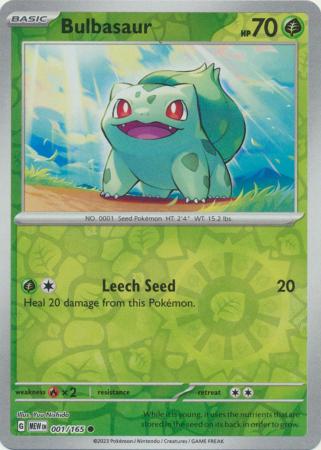 BASIC
Bulbasaur
HP 70
NO. 0001 Seed Pokémon HT: 2'4" WT: 15.2 lbs.
Leech Seed 20
Heal 20 damage from this Pokémon.
weakness ×2 resistance retreat
Illus. Yuu Nishida
While it is young, it uses the
nutrients that are stored in the seed
on its back in order to grow.
G MEW EN 001/165
©2023 Pokémon / Nintendo / Creatures / GAME FREAK